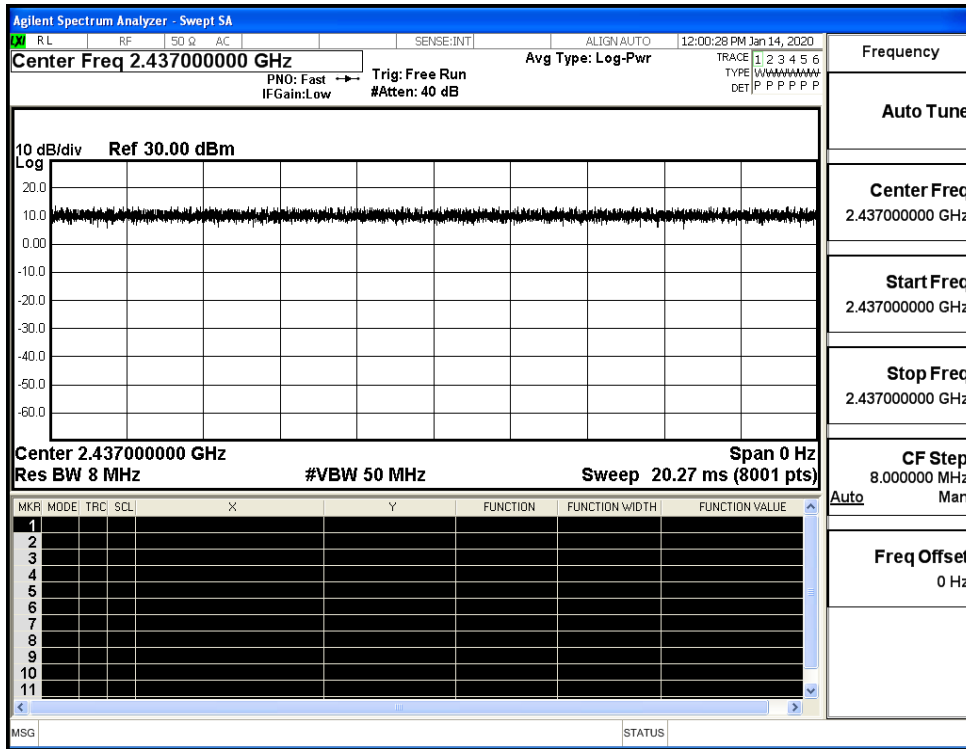 Agilent Spectrum Analyzer - Swept SA
LXI RL RF 50 Ω AC SENSE:INT ALIGN AUTO 12:00:28 PM Jan 14, 2020
Center Freq 2.437000000 GHz
PNO: Fast
IFGain:Low
Trig: Free Run
#Atten: 40 dB
Avg Type: Log-Pwr
TRACE 1 2 3 4 5 6
TYPE WWWWWW
DET P P P P P P
10 dB/div Ref 30.00 dBm
Log
20.0
10.0
0.00
-10.0
-20.0
-30.0
-40.0
-50.0
-60.0
Center 2.437000000 GHz Span 0 Hz
Res BW 8 MHz #VBW 50 MHz Sweep 20.27 ms (8001 pts)
MKR MODE TRC SCL X Y FUNCTION FUNCTION WIDTH FUNCTION VALUE
1
2
3
4
5
6
7
8
9
10
11
MSG STATUS
Frequency
Auto Tune
Center Freq
2.437000000 GHz
Start Freq
2.437000000 GHz
Stop Freq
2.437000000 GHz
CF Step
8.000000 MHz
Auto Man
Freq Offset
0 Hz